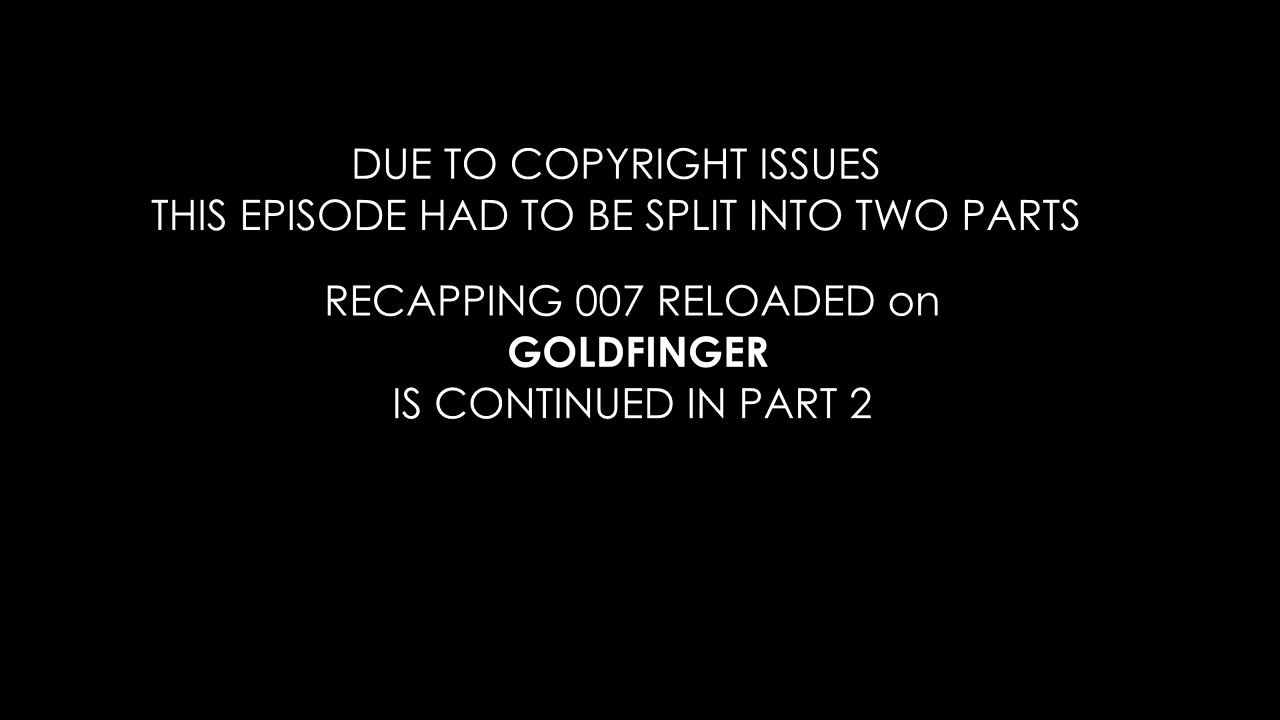 DUE TO COPYRIGHT ISSUES
THIS EPISODE HAD TO BE SPLIT INTO TWO PARTS
RECAPPING 007 RELOADED on
GOLDFINGER
IS CONTINUED IN PART 2